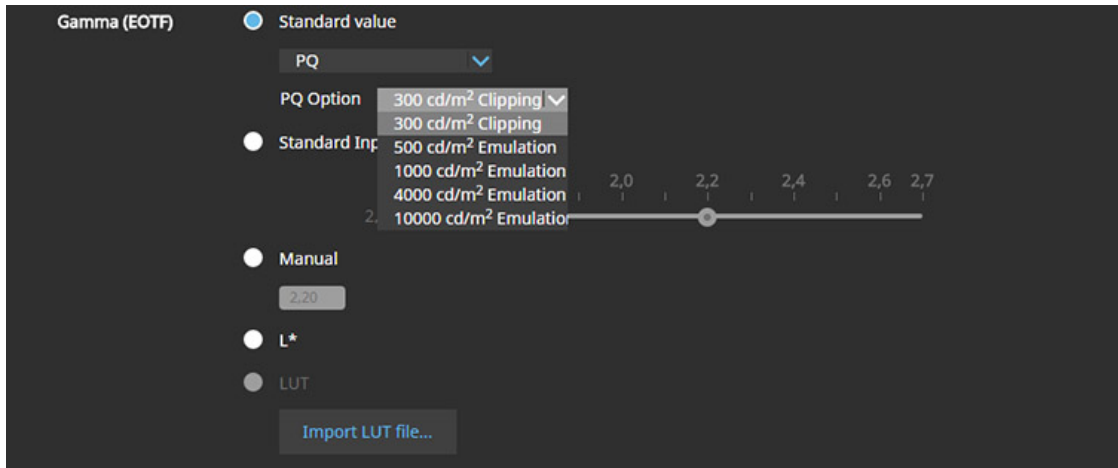 Gamma (EOTF) Standard value
PQ
PQ Option 300 cd/m² Clipping
300 cd/m² Clipping
Standard Inp
500 cd/m² Emulation
1000 cd/m² Emulation
4000 cd/m² Emulation
10000 cd/m² Emulation
2,0 2,2 2,4 2,6 2,7
2,
Manual
2,20
L*
LUT
Import LUT file...